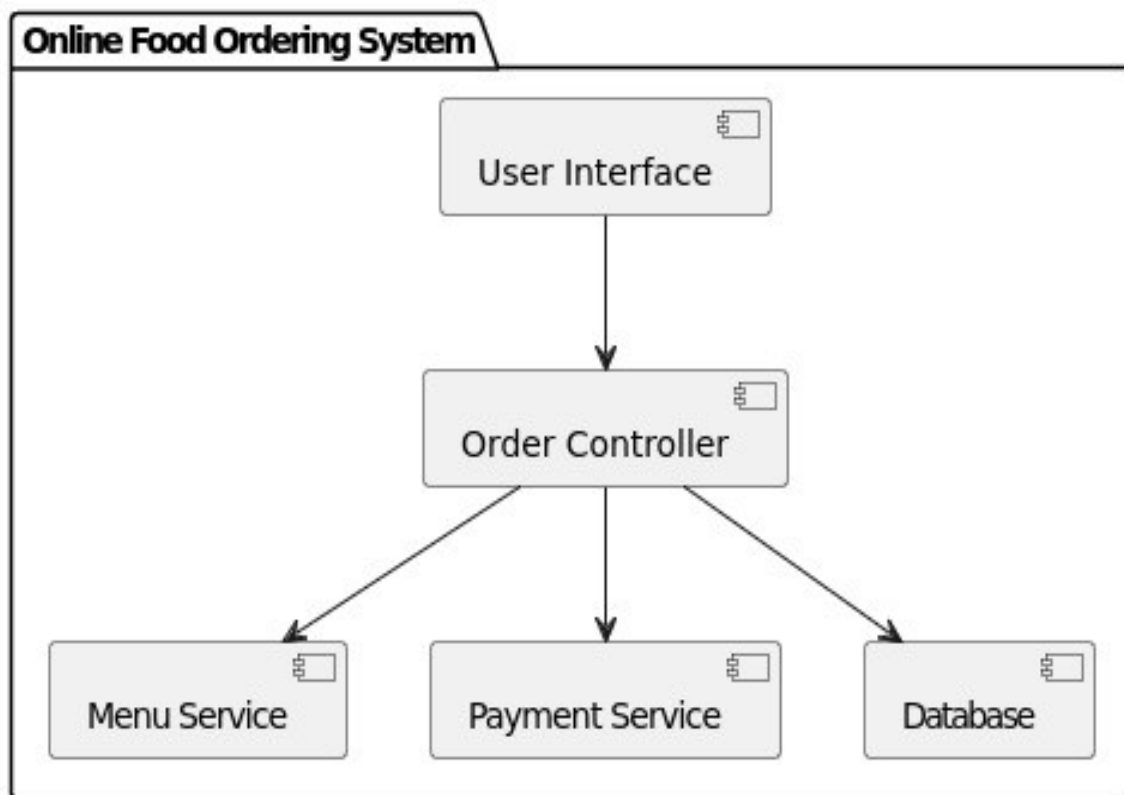 Online Food Ordering System
User Interface
Order Controller
Menu Service
Payment Service
Database